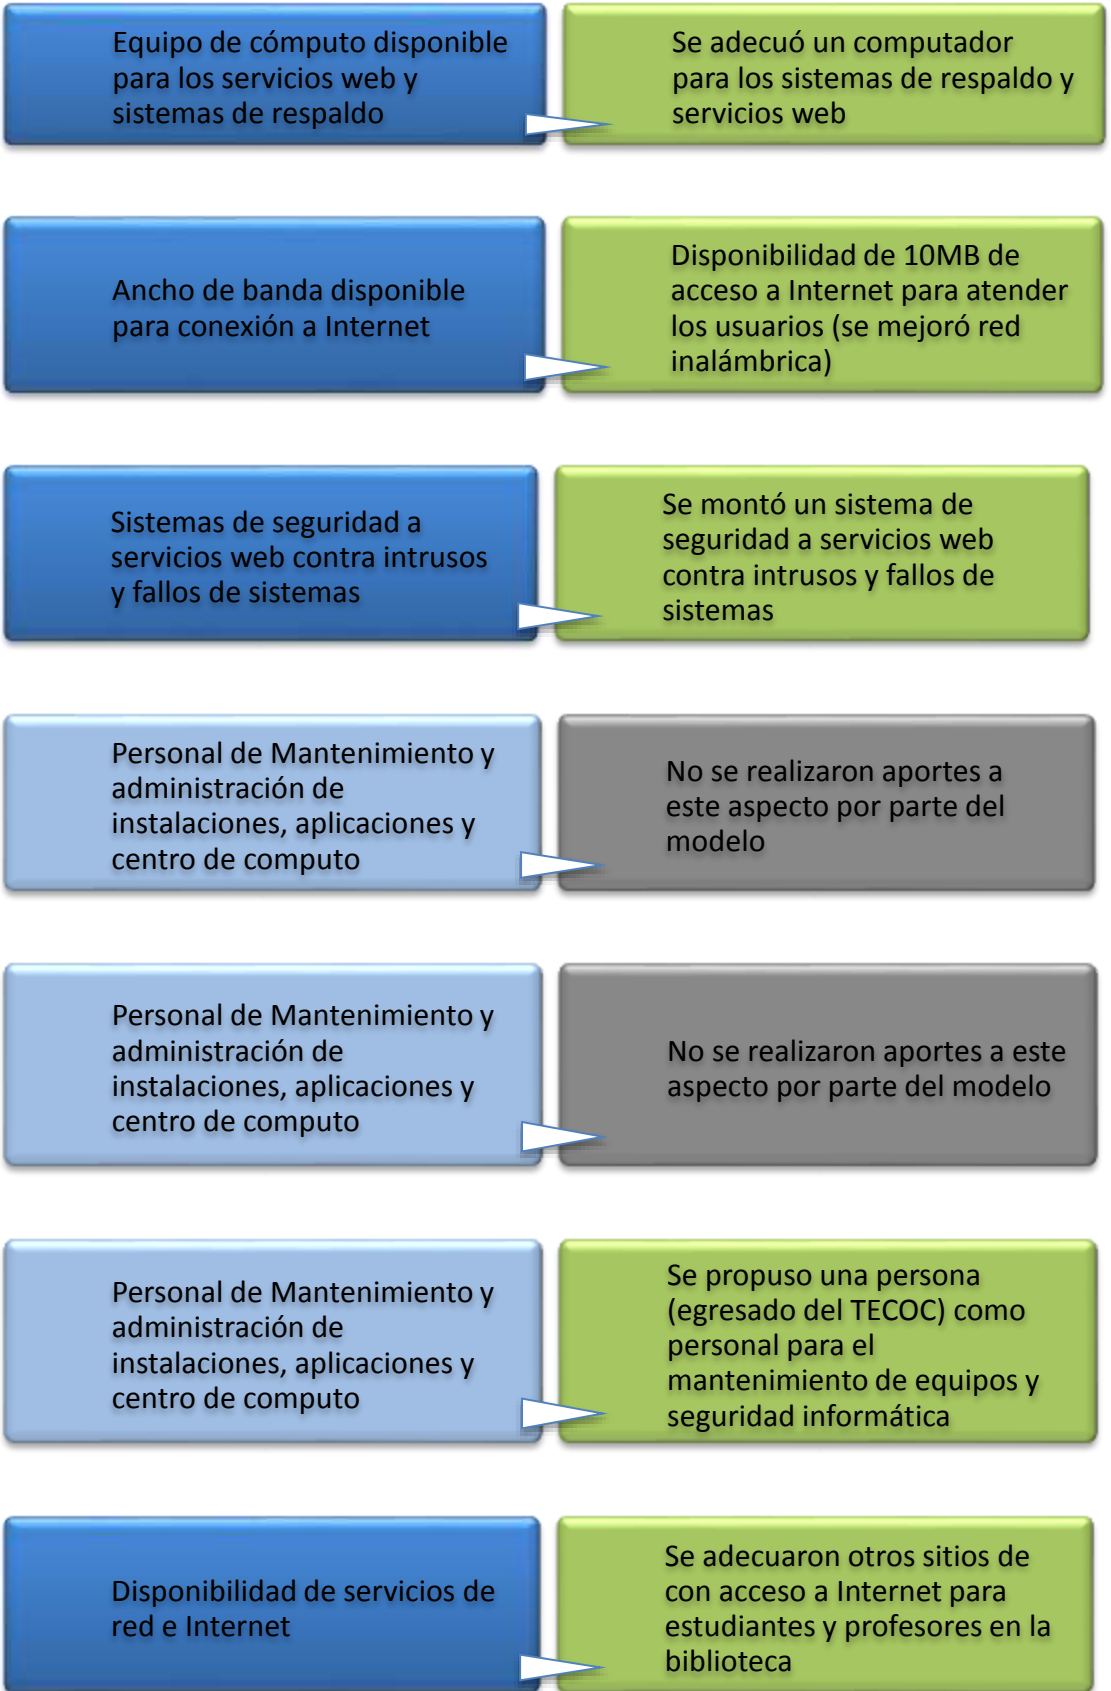 Equipo de cómputo disponible
para los servicios web y
sistemas de respaldo
Se adecuó un computador
para los sistemas de respaldo y
servicios web
Ancho de banda disponible
para conexión a Internet
Disponibilidad de 10MB de
acceso a Internet para atender
los usuarios (se mejoró red
inalámbrica)
Sistemas de seguridad a
servicios web contra intrusos
y fallos de sistemas
Se montó un sistema de
seguridad a servicios web
contra intrusos y fallos de
sistemas
Personal de Mantenimiento y
administración de
instalaciones, aplicaciones y
centro de computo
No se realizaron aportes a
este aspecto por parte del
modelo
Personal de Mantenimiento y
administración de
instalaciones, aplicaciones y
centro de computo
No se realizaron aportes a este
aspecto por parte del modelo
Personal de Mantenimiento y
administración de
instalaciones, aplicaciones y
centro de computo
Se propuso una persona
(egresado del TECOC) como
personal para el
mantenimiento de equipos y
seguridad informática
Disponibilidad de servicios de
red e Internet
Se adecuaron otros sitios de
con acceso a Internet para
estudiantes y profesores en la
biblioteca